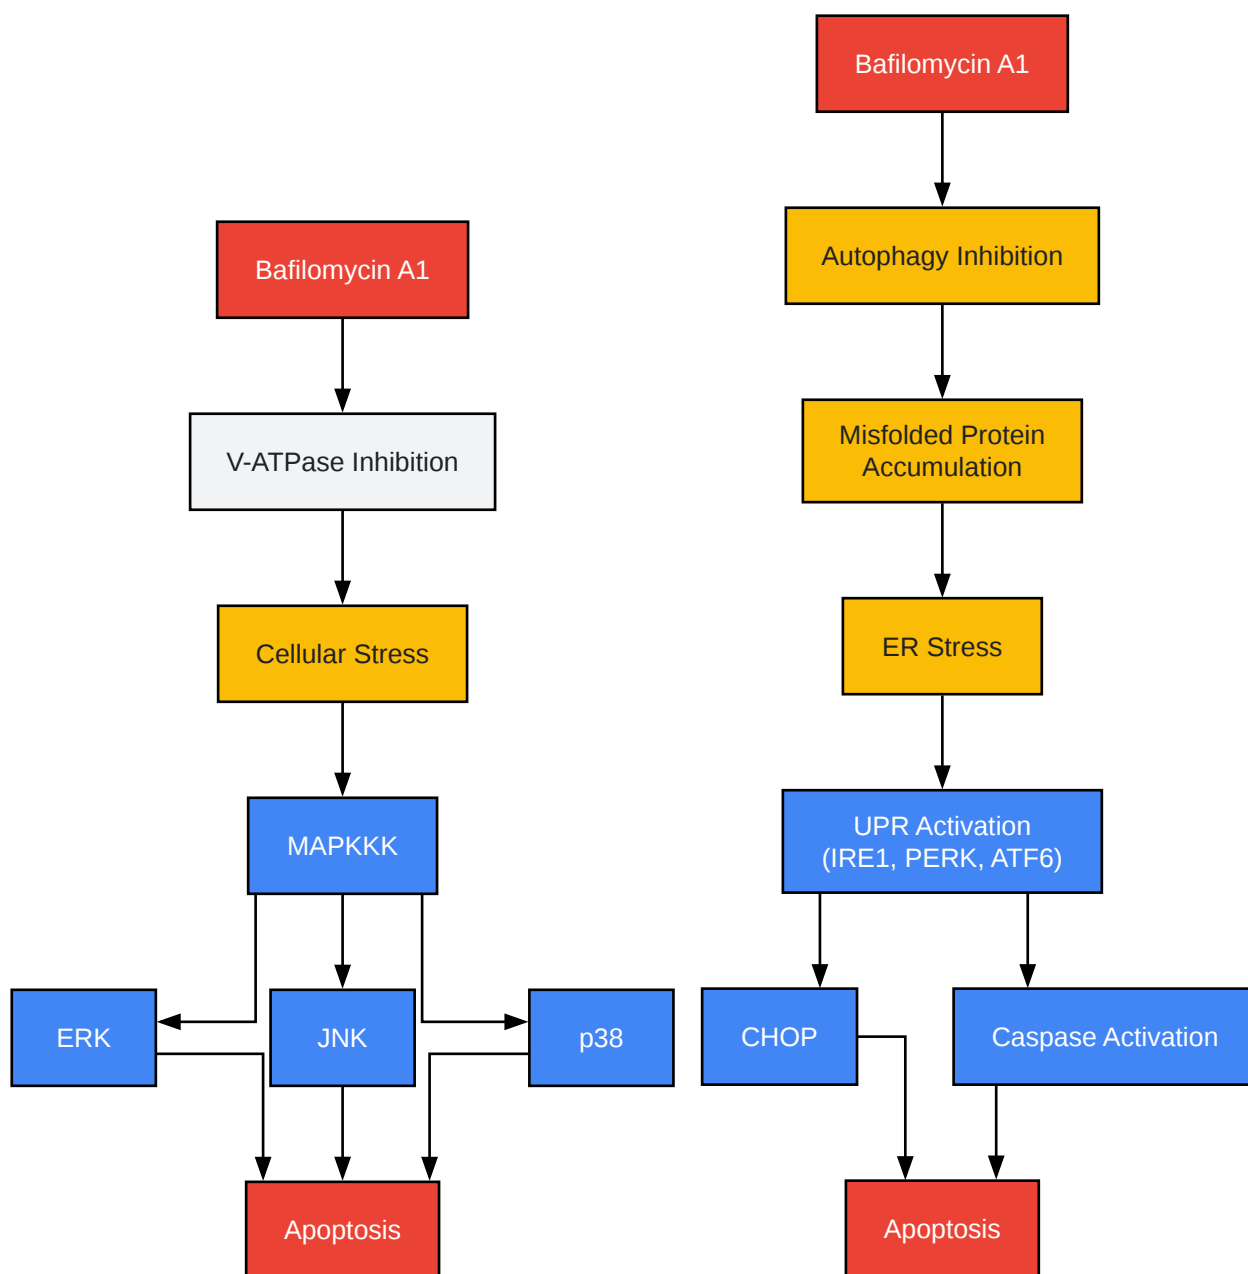 Bafilomycin A1
V-ATPase Inhibition
Cellular Stress
MAPKKK
ERK
JNK
p38
Apoptosis
Bafilomycin A1
Autophagy Inhibition
Misfolded Protein
Accumulation
ER Stress
UPR Activation
(IRE1, PERK, ATF6)
CHOP
Caspase Activation
Apoptosis